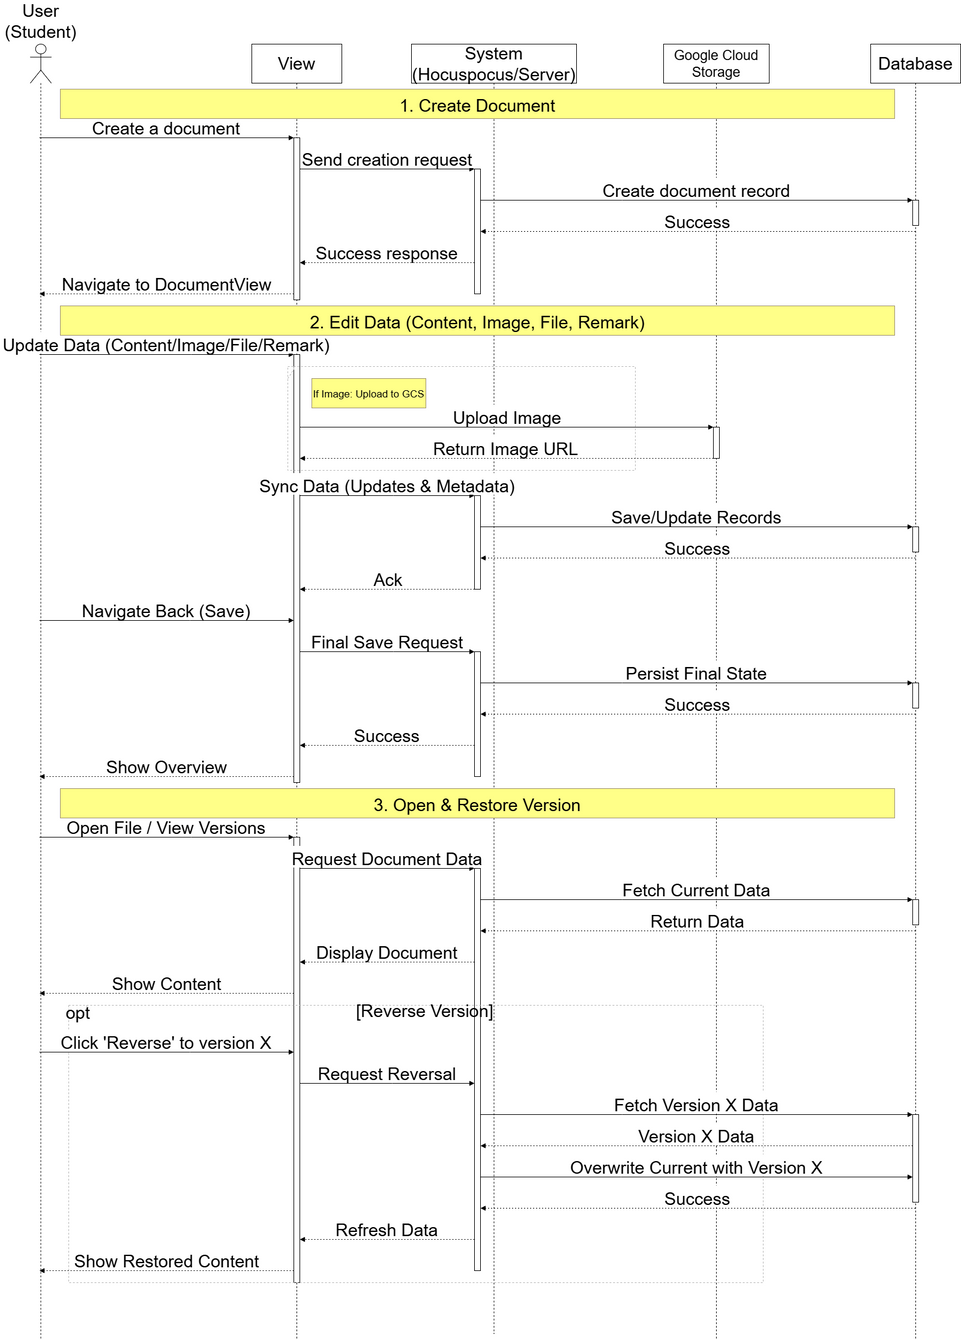 User
(Student)
View
System
(Hocuspocus/Server)
Google Cloud
Storage
Database
1. Create Document
Create a document
Send creation request
Create document record
Success
Success response
Navigate to DocumentView
2. Edit Data (Content, Image, File, Remark)
Update Data (Content/Image/File/Remark)
If Image: Upload to GCS
Upload Image
Return Image URL
Sync Data (Updates & Metadata)
Save/Update Records
Success
Ack
Navigate Back (Save)
Final Save Request
Persist Final State
Success
Success
Show Overview
3. Open & Restore Version
Open File / View Versions
Request Document Data
Fetch Current Data
Return Data
Display Document
Show Content
opt
[Reverse Version]
Click 'Reverse' to version X
Request Reversal
Fetch Version X Data
Version X Data
Overwrite Current with Version X
Success
Refresh Data
Show Restored Content